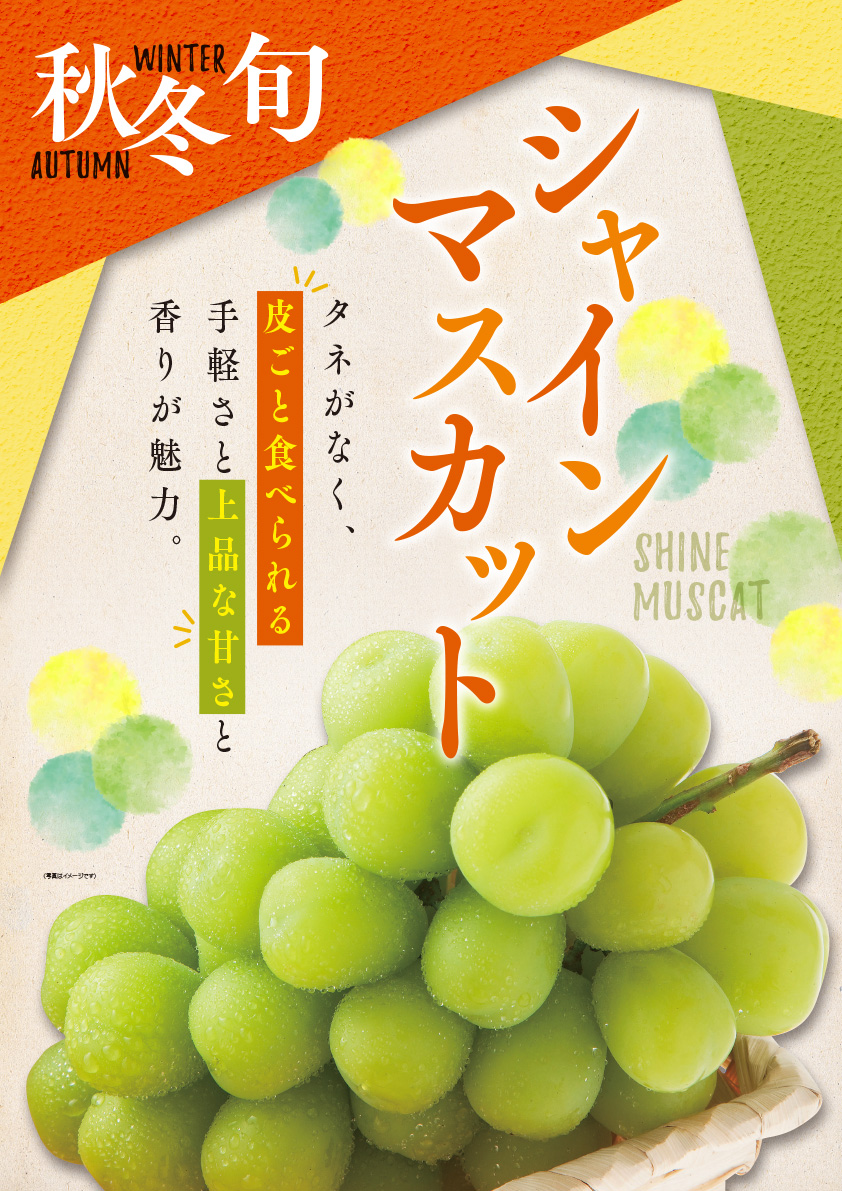 秋冬旬
WINTER
AUTUMN
シャイン
マスカット
SHINE
MUSCAT
タネがなく、
皮ごと食べられる
手軽さと上品な甘さと
香りが魅力。
(写真はイメージです)